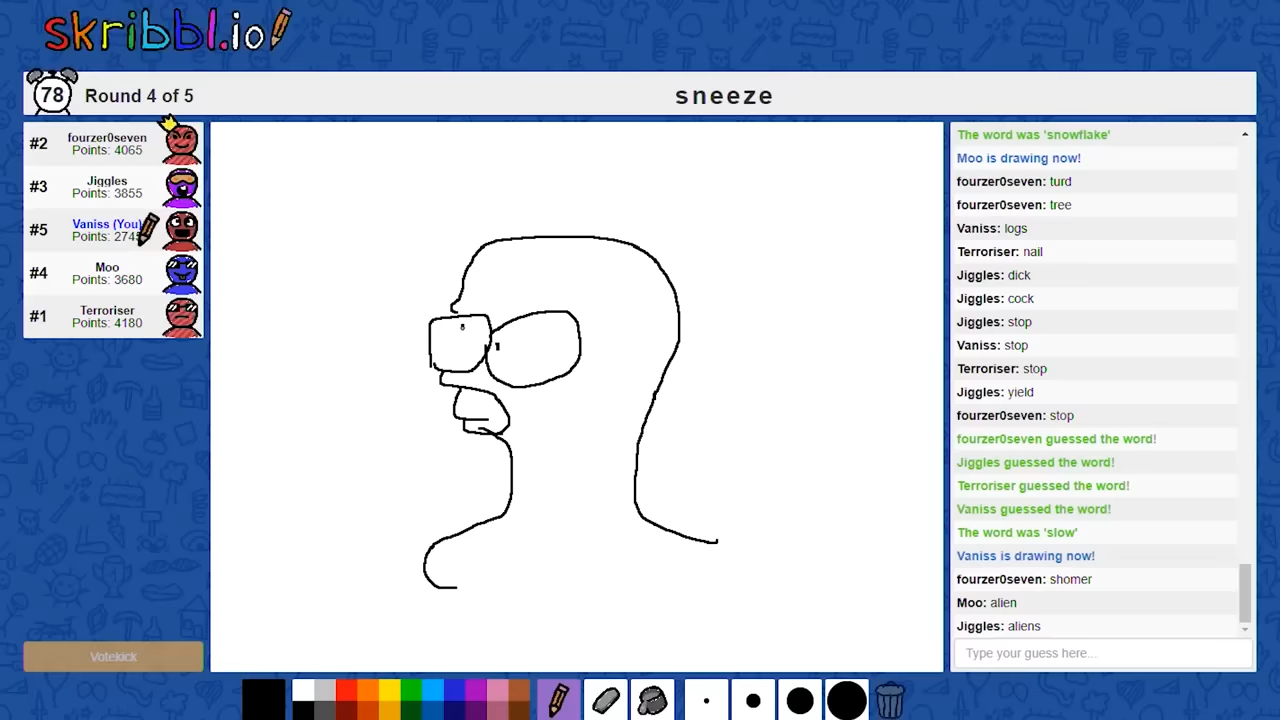 skribbl.io
78
Round 4 of 5
sneeze
#2
fourzer0seven
Points: 4065
#3
Jiggles
Points: 3855
#5
Vaniss (You)
Points: 274
#4
Moo
Points: 3680
#1
Terroriser
Points: 4180
Votekick
The word was 'snowflake'
Moo is drawing now!
fourzer0seven: turd
fourzer0seven: tree
Vaniss: logs
Terroriser: nail
Jiggles: dick
Jiggles: cock
Jiggles: stop
Vaniss: stop
Terroriser: stop
Jiggles: yield
fourzer0seven: stop
fourzer0seven guessed the word!
Jiggles guessed the word!
Terroriser guessed the word!
Vaniss guessed the word!
The word was 'slow'
Vaniss is drawing now!
fourzer0seven: shomer
Moo: alien
Jiggles: aliens
Type your guess here...